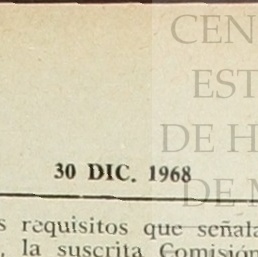 CEN
EST
DE H
30 DIC. 1968
DE M
s requisitos que señala
la suscrita Comisión